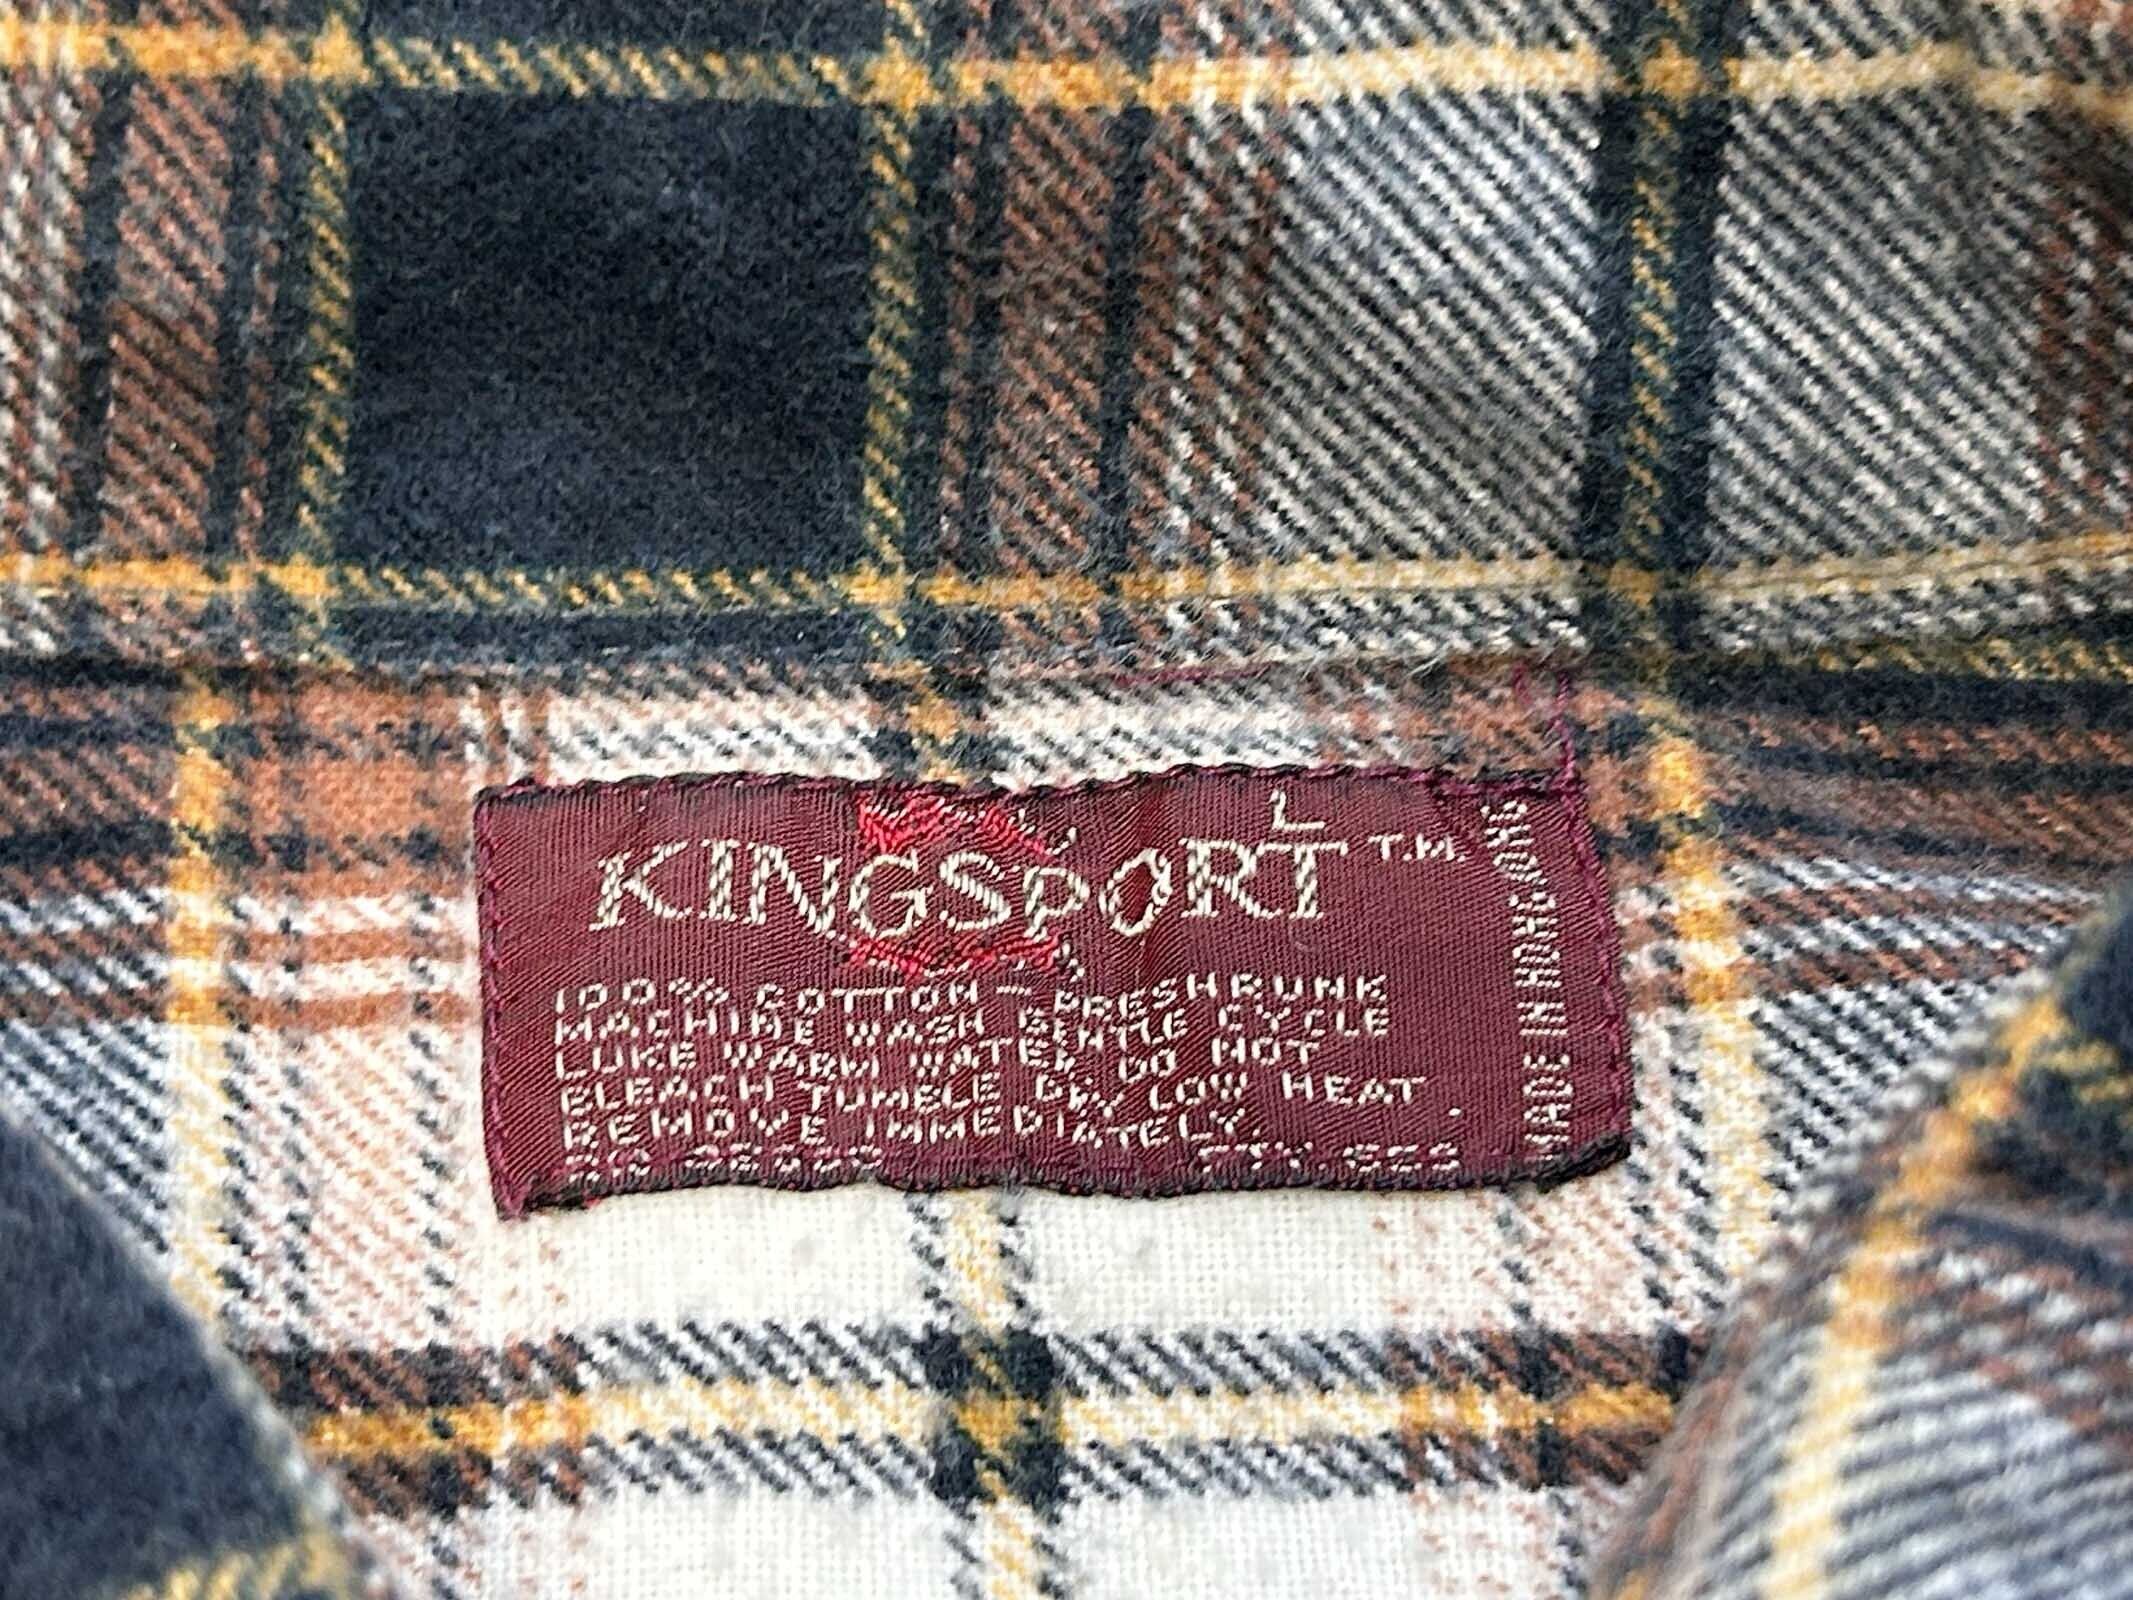 L
KINGSPORT T.M.
100% COTTON - PRESHRUNK
MACHINE WASH GENTLE CYCLE
LUKE WARM WATER DO NOT
BLEACH TUMBLE DRY LOW HEAT.
REMOVE IMMEDIATELY.
MADE IN HONG KONG